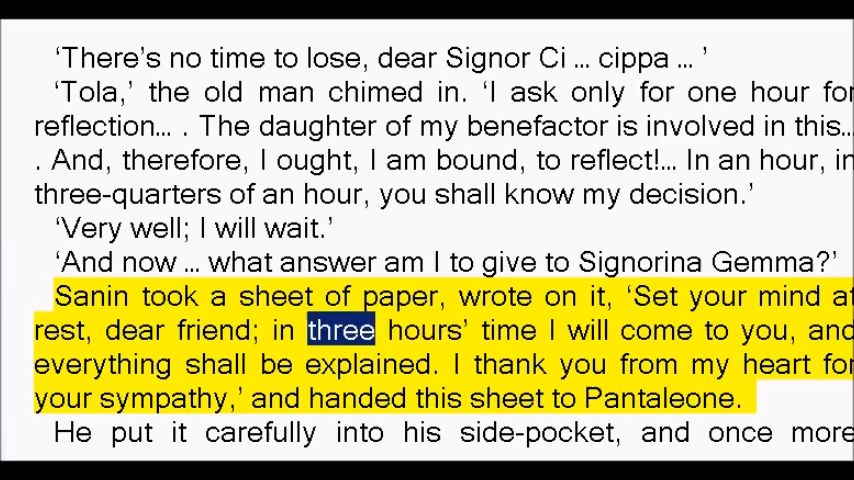 ‘There’s no time to lose, dear Signor Ci ... cippa ... ’
‘Tola,’ the old man chimed in. ‘I ask only for one hour for
reflection... . The daughter of my benefactor is involved in this...
. And, therefore, I ought, I am bound, to reflect!... In an hour, in
three-quarters of an hour, you shall know my decision.’
‘Very well; I will wait.’
‘And now ... what answer am I to give to Signorina Gemma?’
Sanin took a sheet of paper, wrote on it, ‘Set your mind at
rest, dear friend; in three hours’ time I will come to you, and
everything shall be explained. I thank you from my heart for
your sympathy,’ and handed this sheet to Pantaleone.
He put it carefully into his side-pocket, and once more